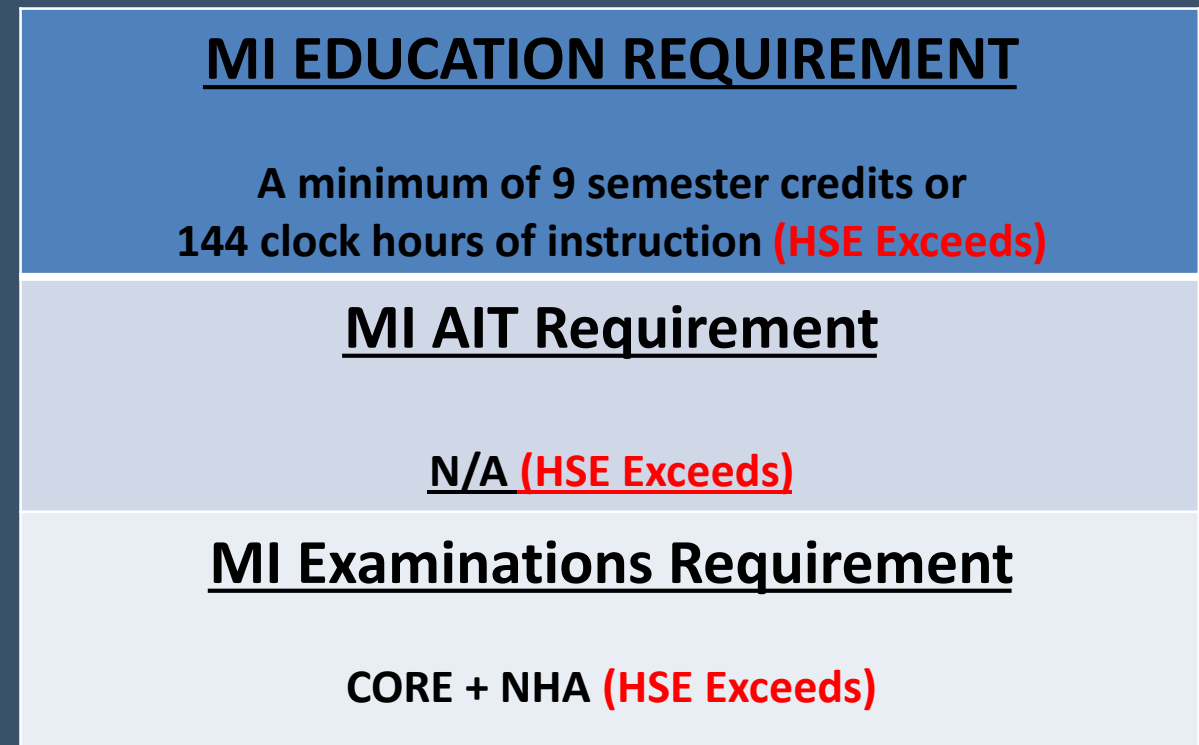 MI EDUCATION REQUIREMENT
A minimum of 9 semester credits or
144 clock hours of instruction (HSE Exceeds)
MI AIT Requirement
N/A (HSE Exceeds)
MI Examinations Requirement
CORE + NHA (HSE Exceeds)